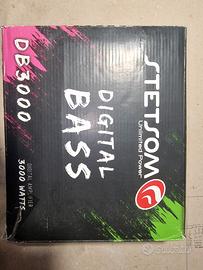 STETSOM
Unlimited Power
DIGITAL
BASS
DB3000
DIGITAL AMPLIFIER
3000 WATTS